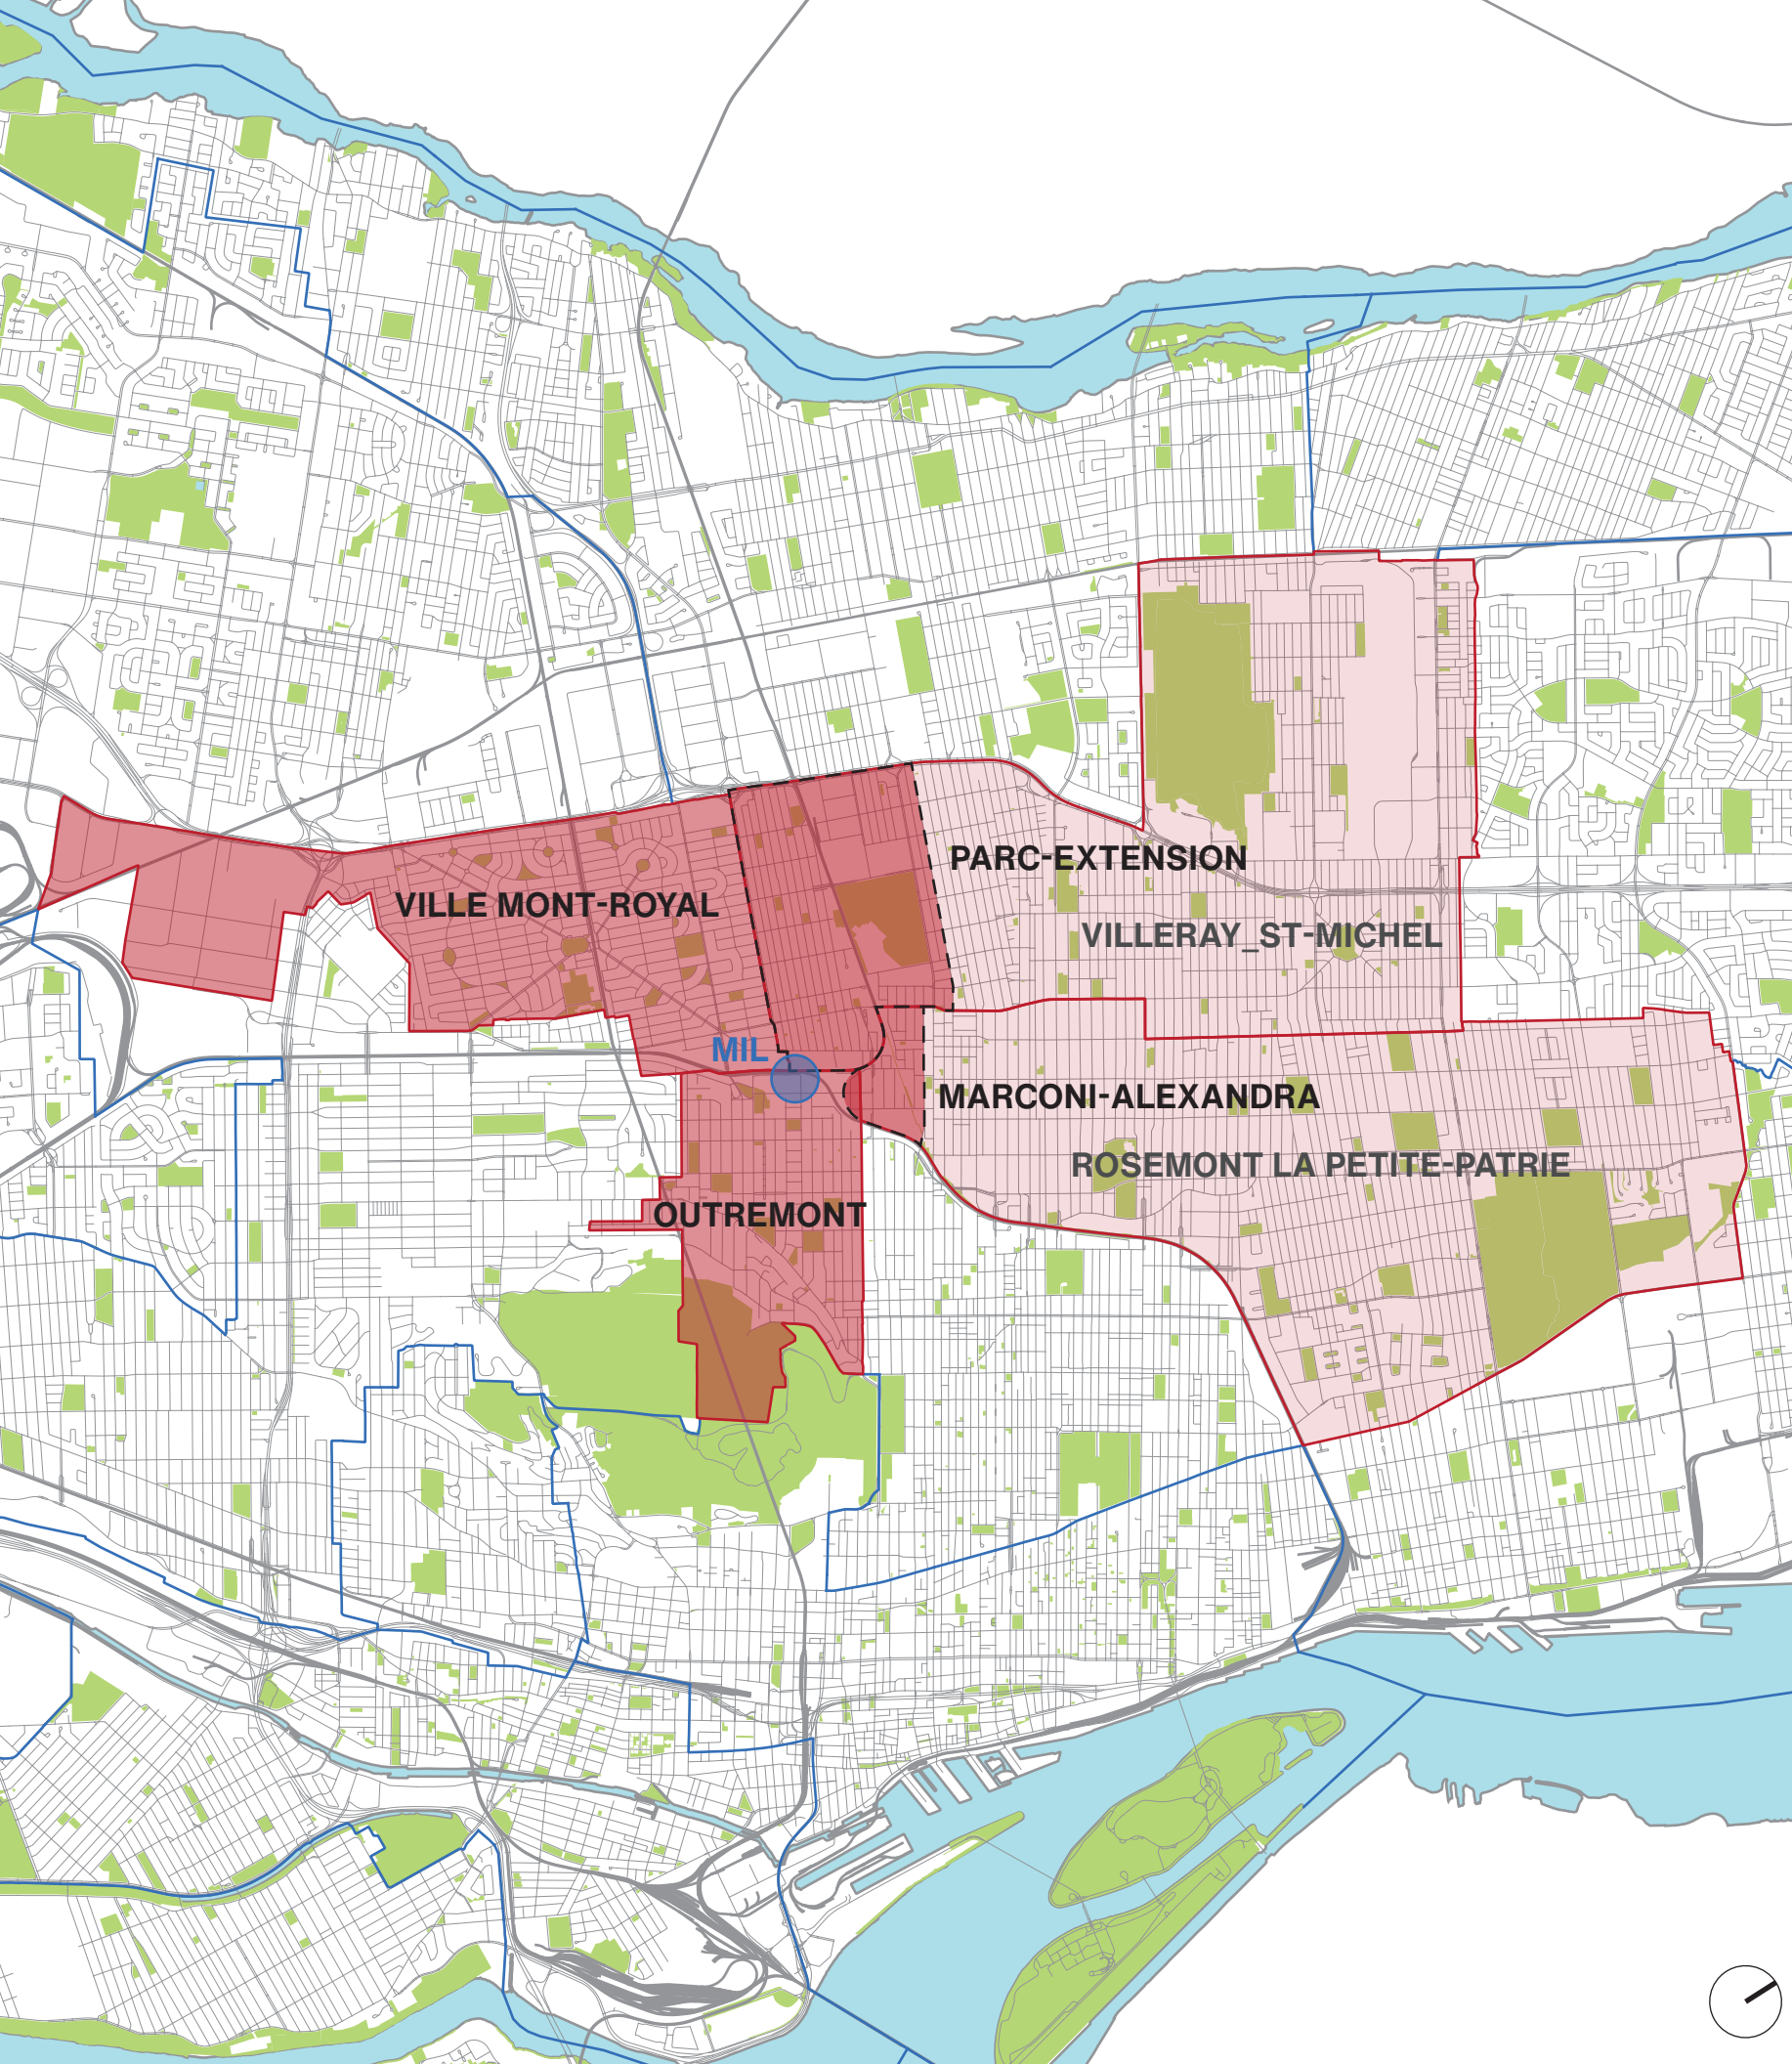 PARC-EXTENSION
VILLE MONT-ROYAL
VILLERAY_ST-MICHEL
MIL
MARCONI-ALEXANDRA
ROSEMONT LA PETITE-PATRIE
OUTREMONT